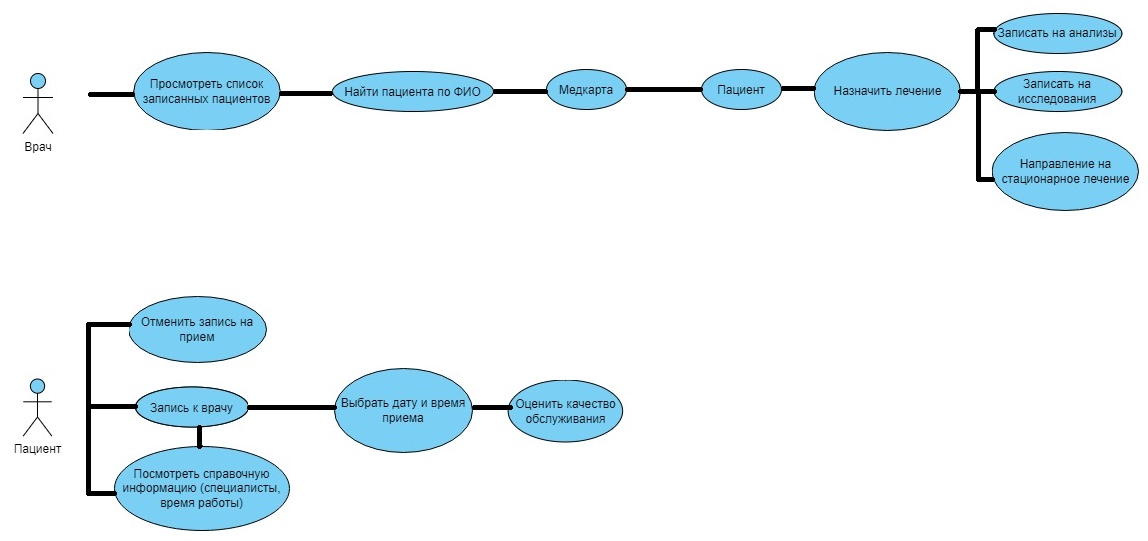 Врач
Просмотреть список
записанных пациентов
Найти пациента по ФИО
Медкарта
Пациент
Назначить лечение
Записать на анализы
Записать на
исследования
Направление на
стационарное лечение
Пациент
Отменить запись на
прием
Запись к врачу
Посмотреть справочную
информацию (специалисты,
время работы)
Выбрать дату и время
приема
Оценить качество
обслуживания